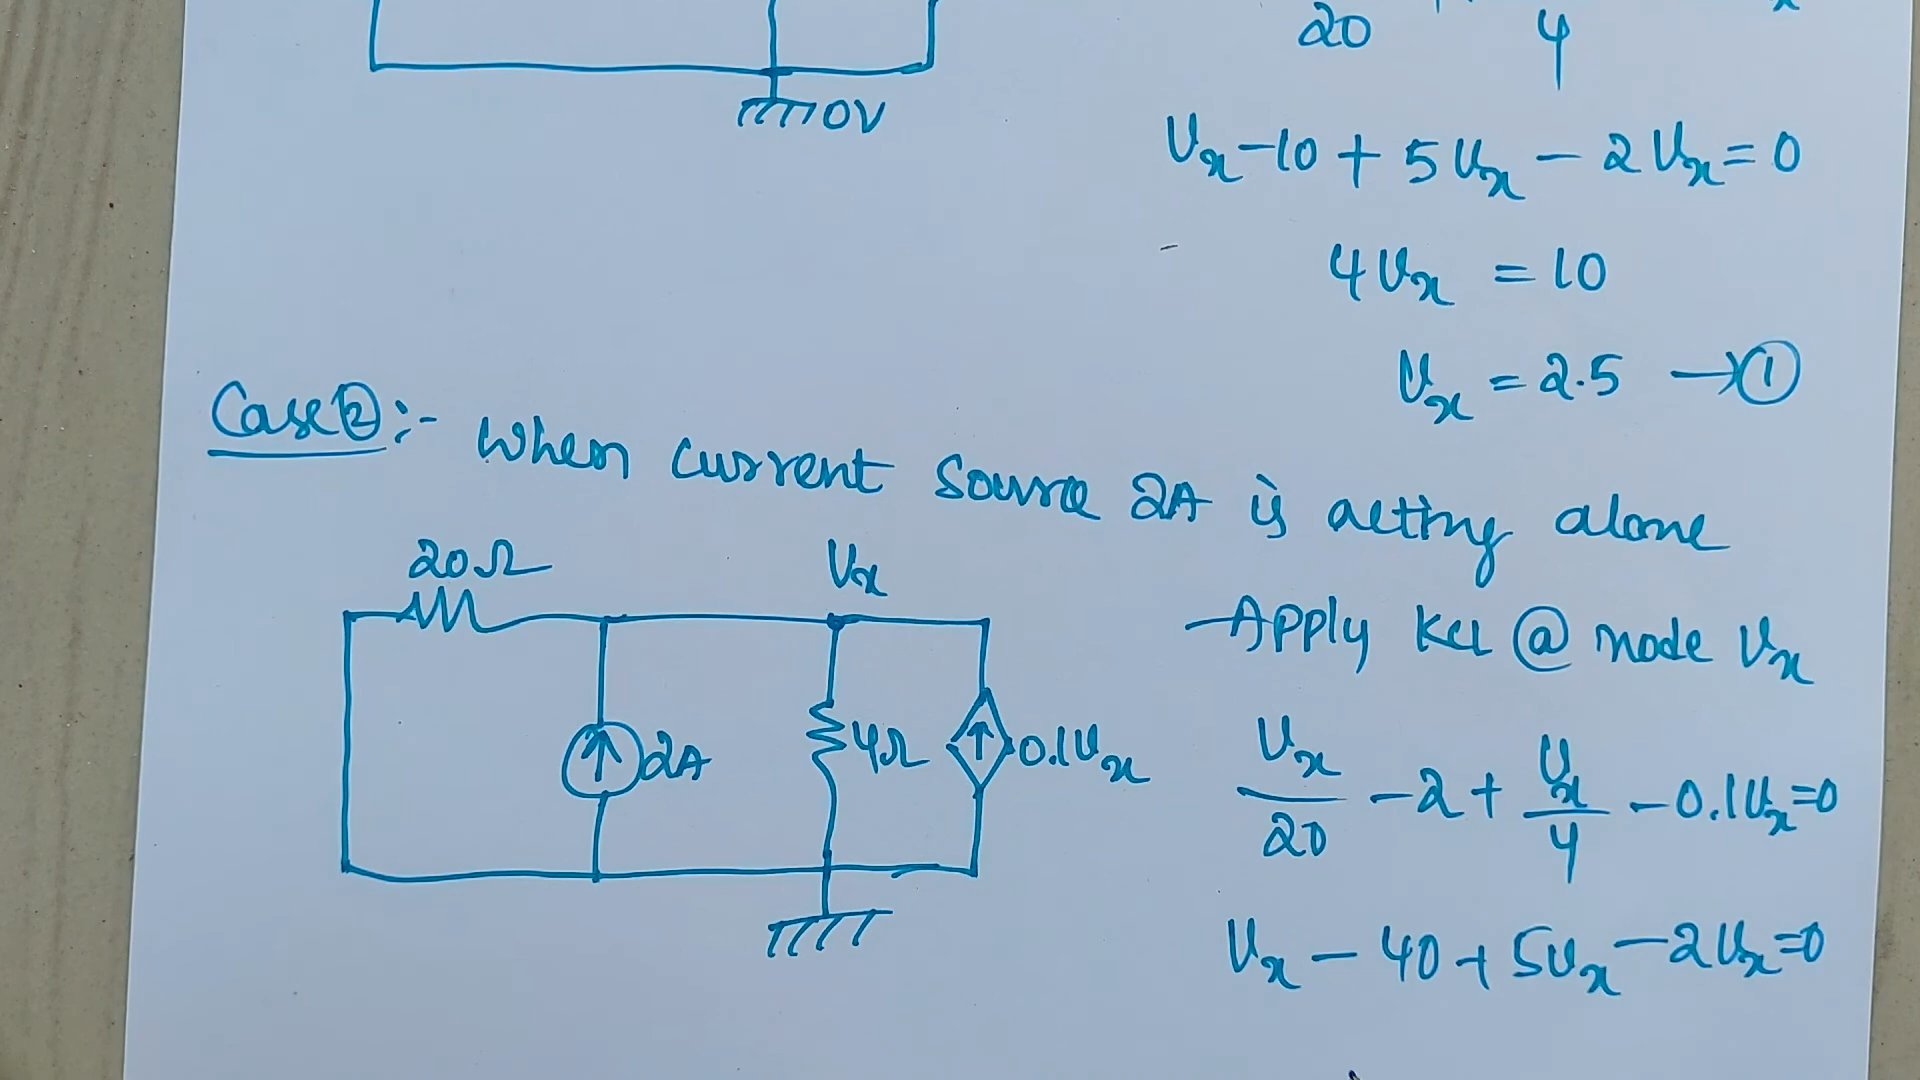 20 4
0V
Vx-10 + 5Vx - 2Vx = 0
4Vx = 10
Vx = 2.5 → ①
Case②:- When current Source 2A is acting alone
20Ω Vx
Apply KCL @ node Vx
2A 4Ω 0.1Vx
Vx/20 - 2 + Vx/4 - 0.1Vx = 0
Vx - 40 + 5Vx - 2Vx = 0